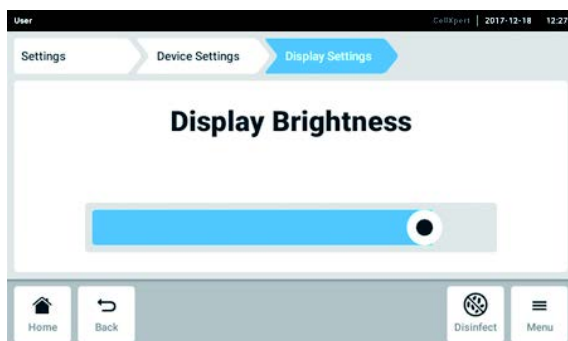 User CellXpert | 2017-12-18 12:27
Settings Device Settings Display Settings
Display Brightness
Home Back Disinfect Menu